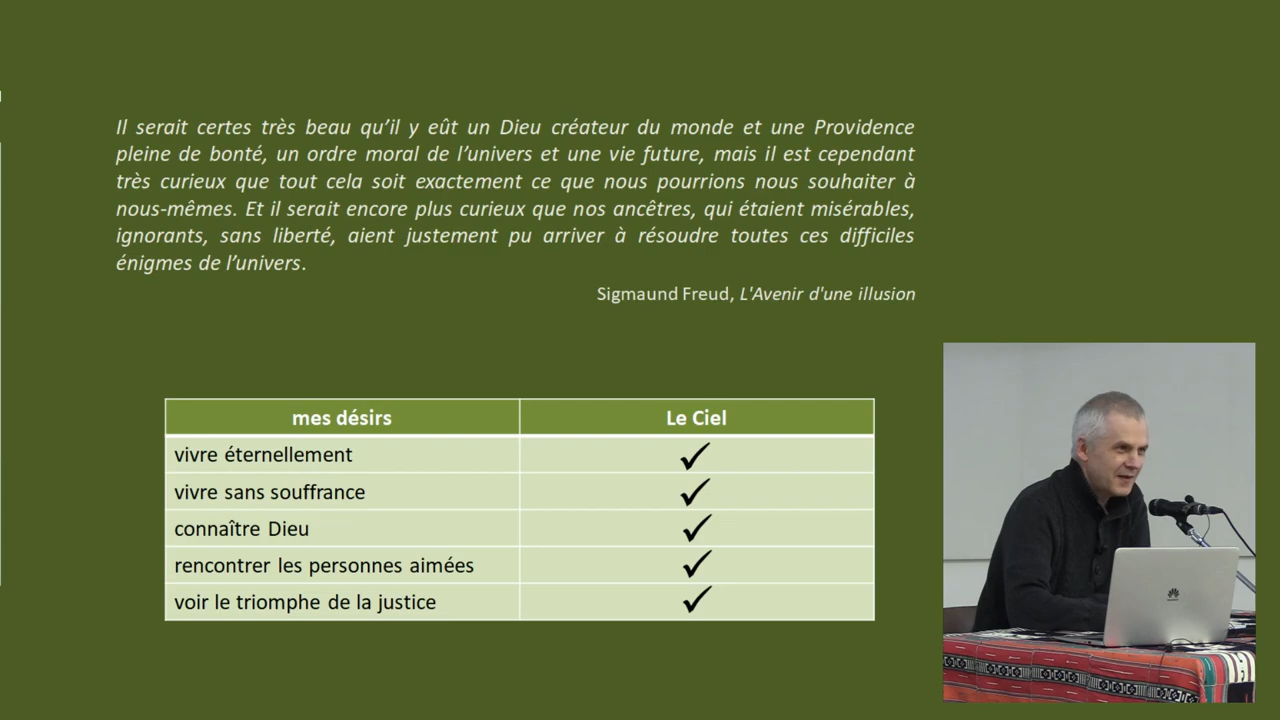 Il serait certes très beau qu’il y eût un Dieu créateur du monde et une Providence
pleine de bonté, un ordre moral de l’univers et une vie future, mais il est cependant
très curieux que tout cela soit exactement ce que nous pourrions nous souhaiter à
nous-mêmes. Et il serait encore plus curieux que nos ancêtres, qui étaient misérables,
ignorants, sans liberté, aient justement pu arriver à résoudre toutes ces difficiles
énigmes de l’univers.
Sigmaund Freud, L'Avenir d'une illusion
mes désirs Le Ciel
vivre éternellement ✓
vivre sans souffrance ✓
connaître Dieu ✓
rencontrer les personnes aimées ✓
voir le triomphe de la justice ✓